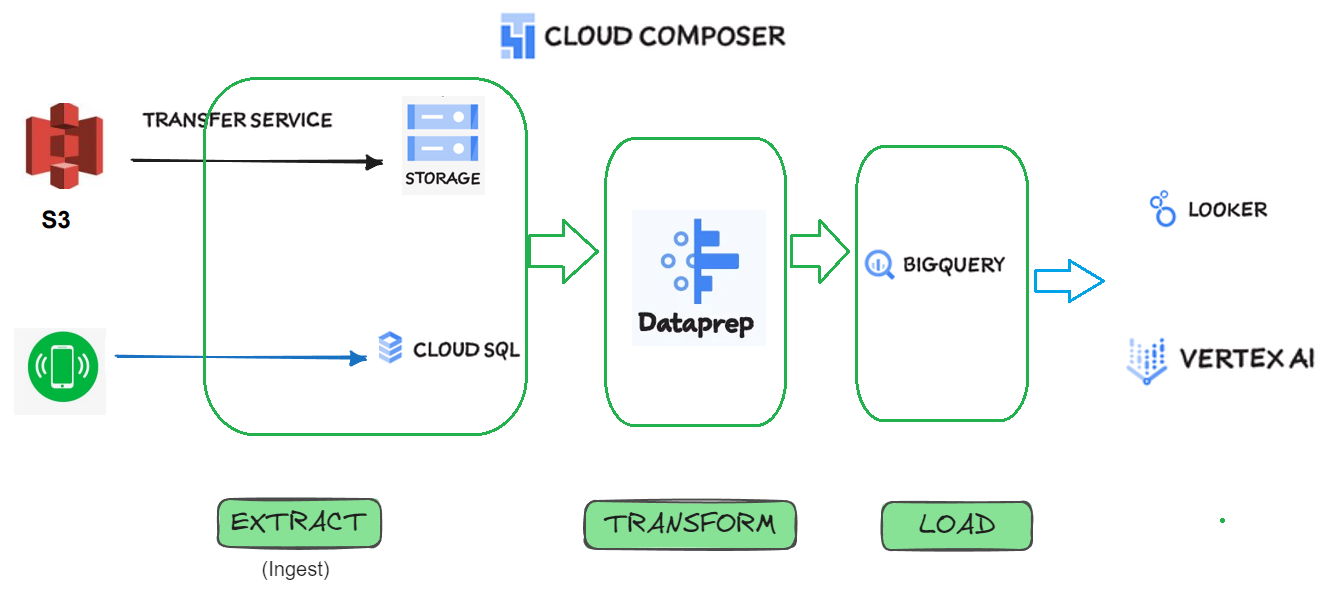 CLOUD COMPOSER
TRANSFER SERVICE
STORAGE
S3
CLOUD SQL
Dataprep
BIGQUERY
LOOKER
VERTEX AI
EXTRACT
(Ingest)
TRANSFORM
LOAD